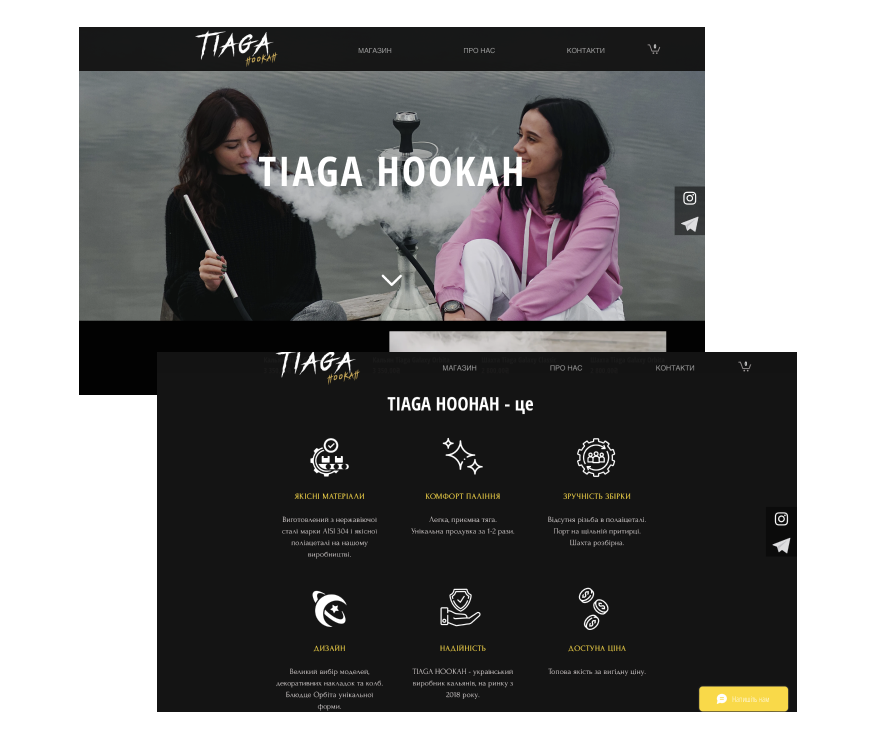 TIAGA
HOOKAH
МАГАЗИН
ПРО НАС
КОНТАКТИ
TIAGA HOOKAH
TIAGA
HOOKAH
МАГАЗИН
ПРО НАС
КОНТАКТИ
TIAGA HOOHAH - це
ЯКІСНІ МАТЕРІАЛИ
Виготовлений з нержавіючої
сталі марки AISI 304 і якісної
поліацеталі на нашому
виробництві.
КОМФОРТ ПАЛІННЯ
Легка, приємна тяга.
Унікальна продувка за 1-2 рази.
ЗРУЧНІСТЬ ЗБІРКИ
Відсутня різьба в поліацеталі.
Порт на щільній притирці.
Шахта розбірна.
ДИЗАЙН
Великий вибір моделей,
декоративних накладок та колб.
Блюдце Орбіта унікальної
форми.
НАДІЙНІСТЬ
TIAGA HOOKAH - український
виробник кальянів, на ринку з
2018 року.
ДОСТУНА ЦІНА
Топова якість за вигідну ціну.
Напишіть нам